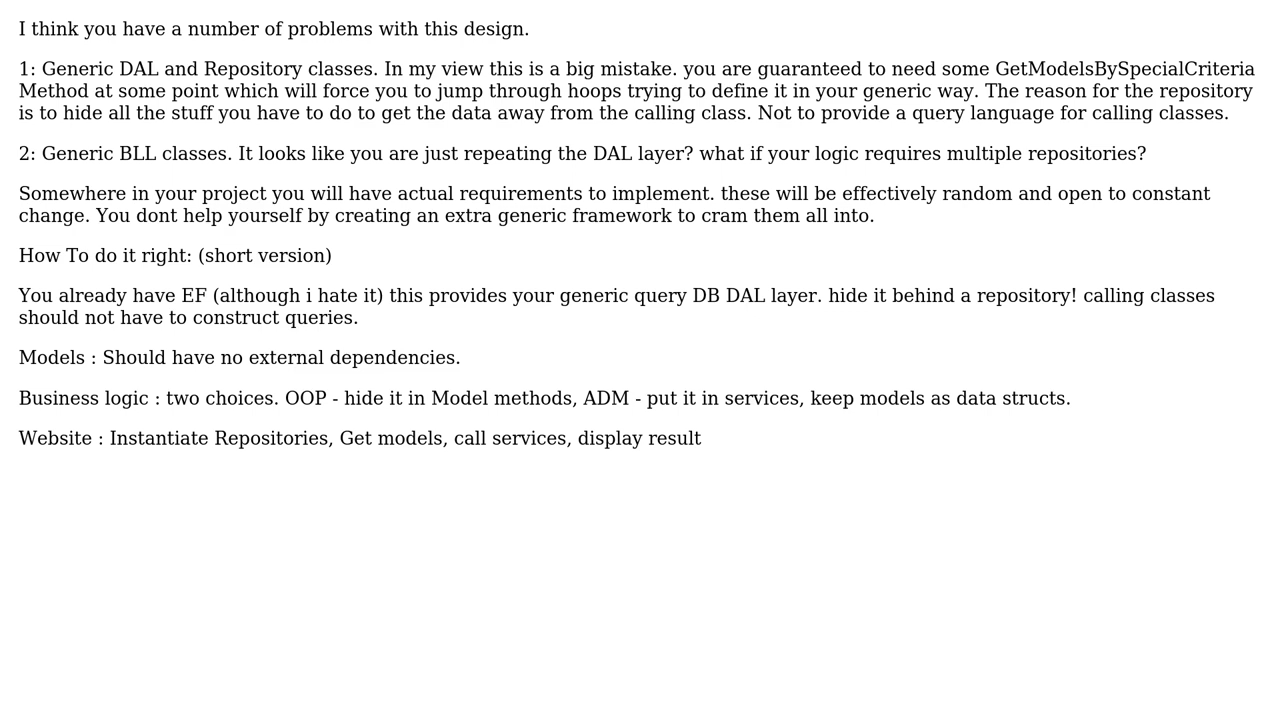 I think you have a number of problems with this design.
1: Generic DAL and Repository classes. In my view this is a big mistake. you are guaranteed to need some GetModelsBySpecialCriteria
Method at some point which will force you to jump through hoops trying to define it in your generic way. The reason for the repository
is to hide all the stuff you have to do to get the data away from the calling class. Not to provide a query language for calling classes.
2: Generic BLL classes. It looks like you are just repeating the DAL layer? what if your logic requires multiple repositories?
Somewhere in your project you will have actual requirements to implement. these will be effectively random and open to constant
change. You dont help yourself by creating an extra generic framework to cram them all into.
How To do it right: (short version)
You already have EF (although i hate it) this provides your generic query DB DAL layer. hide it behind a repository! calling classes
should not have to construct queries.
Models : Should have no external dependencies.
Business logic : two choices. OOP - hide it in Model methods, ADM - put it in services, keep models as data structs.
Website : Instantiate Repositories, Get models, call services, display result